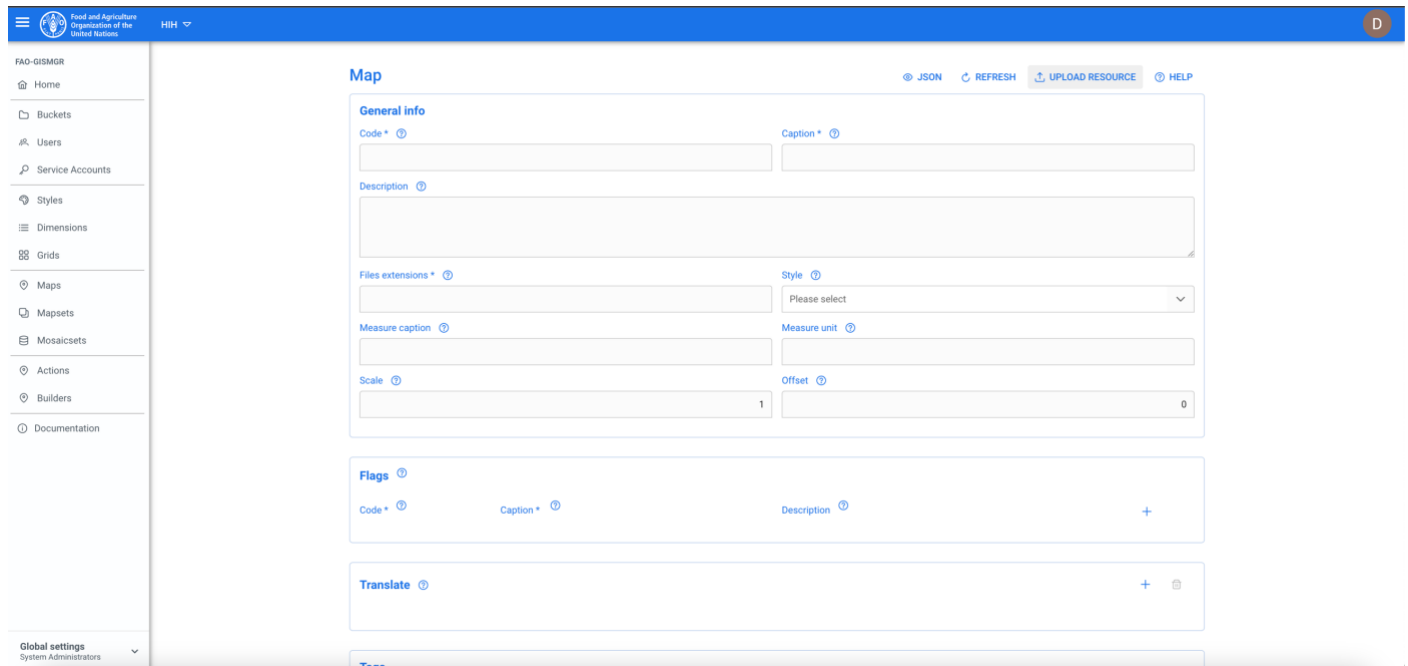 Food and Agriculture
Organization of the
United Nations
HIH
D
FAO-GISMGR
Home
Buckets
Users
Service Accounts
Styles
Dimensions
Grids
Maps
Mapsets
Mosaicsets
Actions
Builders
Documentation
Global settings
System Administrators
Map
JSON
REFRESH
UPLOAD RESOURCE
HELP
General info
Code *
Caption *
Description
Files extensions *
Style
Please select
Measure caption
Measure unit
Scale
Offset
1
0
Flags
Code *
Caption *
Description
Translate
Tags